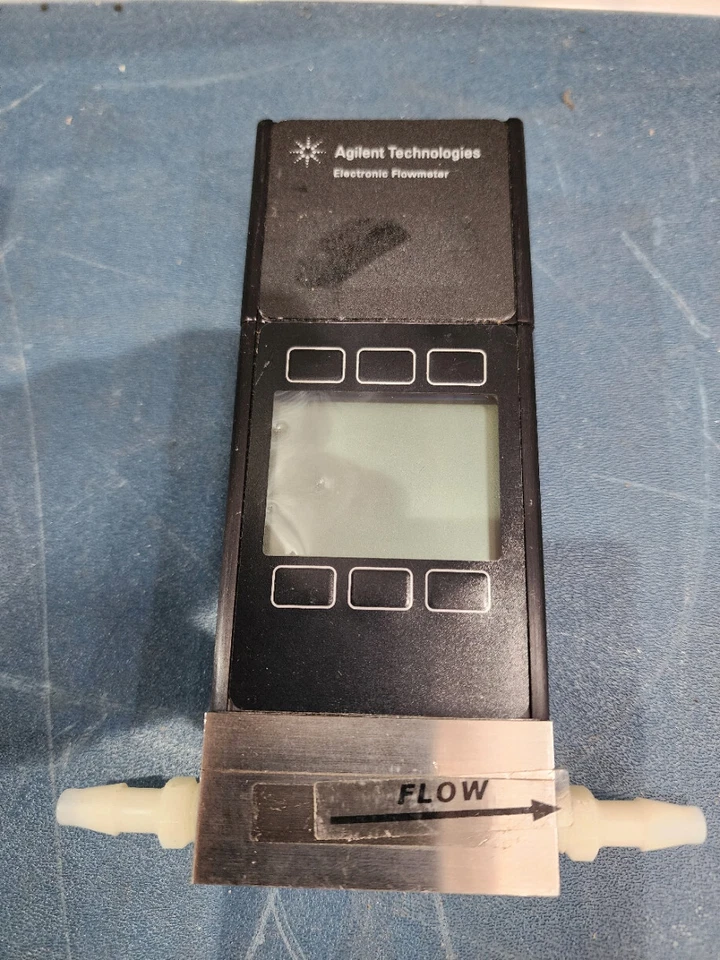 Agilent Technologies
Electronic Flowmeter
FLOW